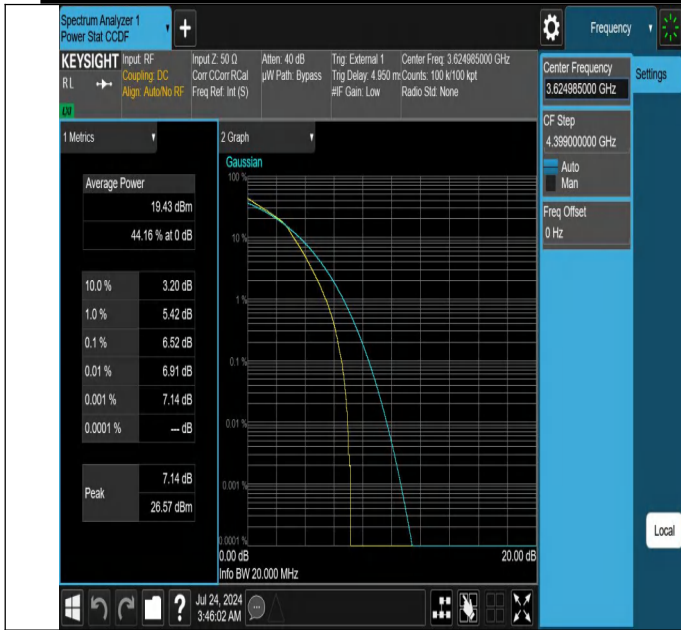 Spectrum Analyzer 1
Power Stat CCDF
+
Frequency
KEYSIGHT
RL
LXI
Input: RF
Coupling: DC
Align: Auto/No RF
Input Z: 50 Ω
Corr CCorr RCal
Freq Ref: Int (S)
Atten: 40 dB
µW Path: Bypass
Trig: External 1
Trig Delay: 4.950 m
#IF Gain: Low
Center Freq: 3.624985000 GHz
Counts: 100 k/100 kpt
Radio Std: None
Center Frequency
3.624985000 GHz
Settings
CF Step
4.399000000 GHz
Auto
Man
Freq Offset
0 Hz
1 Metrics
Average Power
19.43 dBm
44.16 % at 0 dB
10.0 % 3.20 dB
1.0 % 5.42 dB
0.1 % 6.52 dB
0.01 % 6.91 dB
0.001 % 7.14 dB
0.0001 % --- dB
Peak
7.14 dB
26.57 dBm
2 Graph
Gaussian
100 %
10 %
1 %
0.1 %
0.01 %
0.001 %
0.0001 %
0.00 dB 20.00 dB
Info BW 20.000 MHz
Local
?
Jul 24, 2024
3:46:02 AM